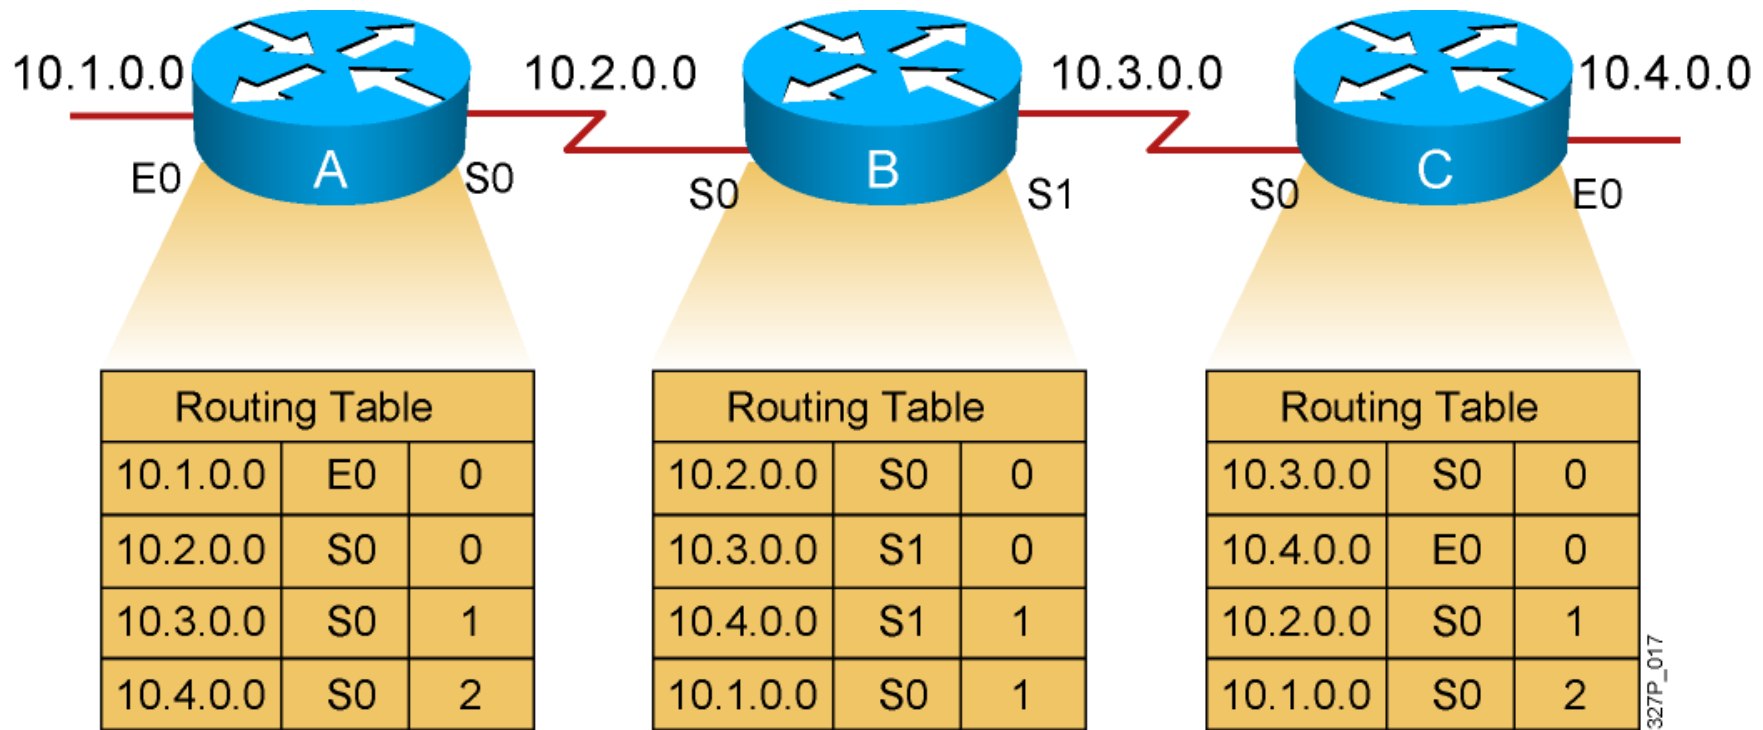 10.1.0.0 10.2.0.0 10.3.0.0 10.4.0.0
E0 A S0 S0 B S1 S0 C E0
Routing Table
10.1.0.0 E0 0
10.2.0.0 S0 0
10.3.0.0 S0 1
10.4.0.0 S0 2
Routing Table
10.2.0.0 S0 0
10.3.0.0 S1 0
10.4.0.0 S1 1
10.1.0.0 S0 1
Routing Table
10.3.0.0 S0 0
10.4.0.0 E0 0
10.2.0.0 S0 1
10.1.0.0 S0 2
327P_017